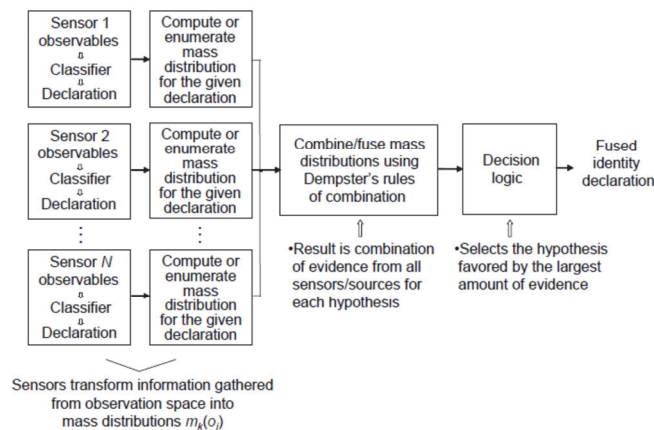 Sensor 1
observables
⇩
Classifier
⇩
Declaration
Compute or
enumerate
mass
distribution
for the given
declaration
Sensor 2
observables
⇩
Classifier
⇩
Declaration
Compute or
enumerate
mass
distribution
for the given
declaration
Combine/fuse mass
distributions using
Dempster's rules
of combination
Decision
logic
Fused
identity
declaration
•Result is combination
of evidence from all
sensors/sources for
each hypothesis
•Selects the hypothesis
favored by the largest
amount of evidence
Sensor N
observables
⇩
Classifier
⇩
Declaration
Compute or
enumerate
mass
distribution
for the given
declaration
Sensors transform information gathered
from observation space into
mass distributions mk(oi)